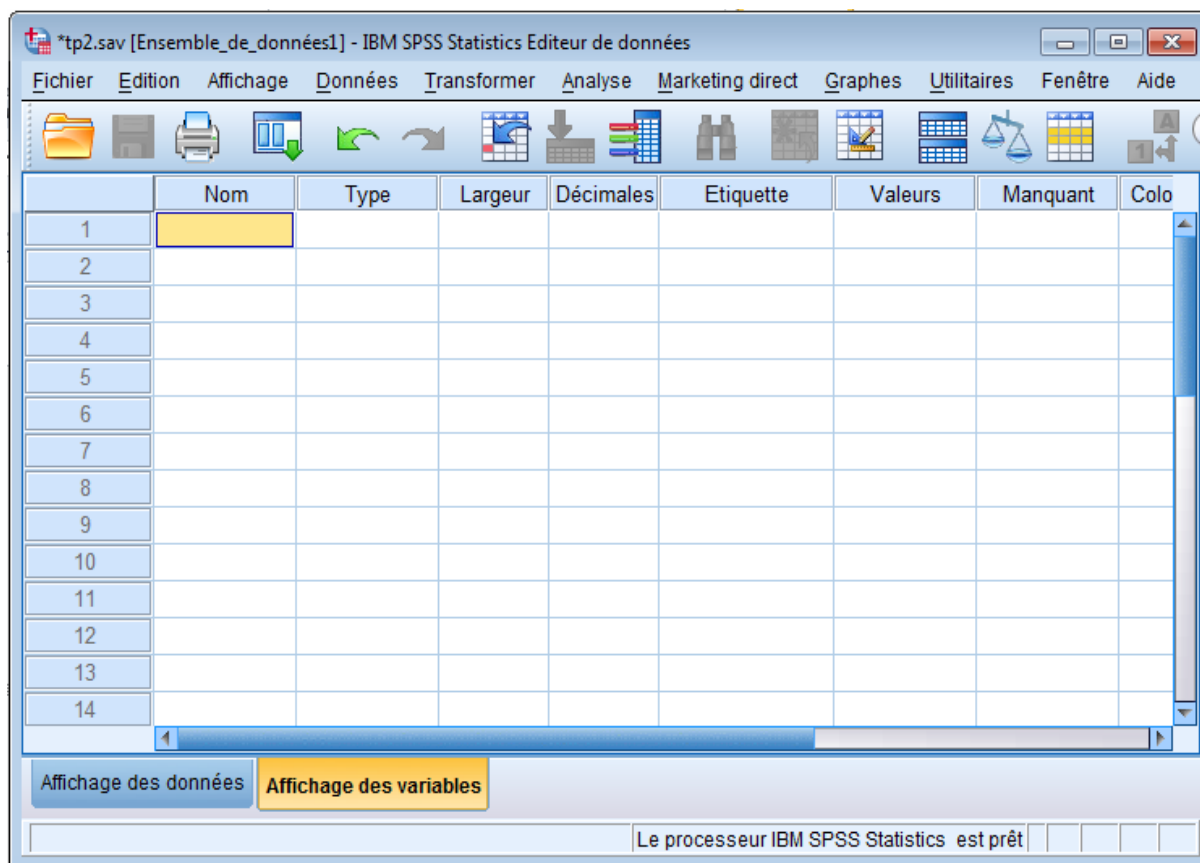 *tp2.sav [Ensemble_de_données1] - IBM SPSS Statistics Editeur de données
Fichier Edition Affichage Données Transformer Analyse Marketing direct Graphes Utilitaires Fenêtre Aide
A
1
Nom Type Largeur Décimales Etiquette Valeurs Manquant Colo
1
2
3
4
5
6
7
8
9
10
11
12
13
14
Affichage des données Affichage des variables
Le processeur IBM SPSS Statistics est prêt